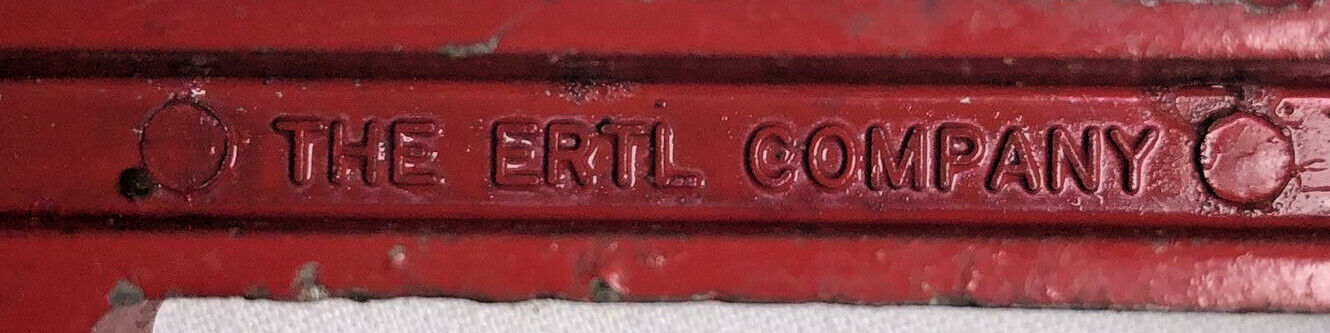 THE ERTL COMPANY